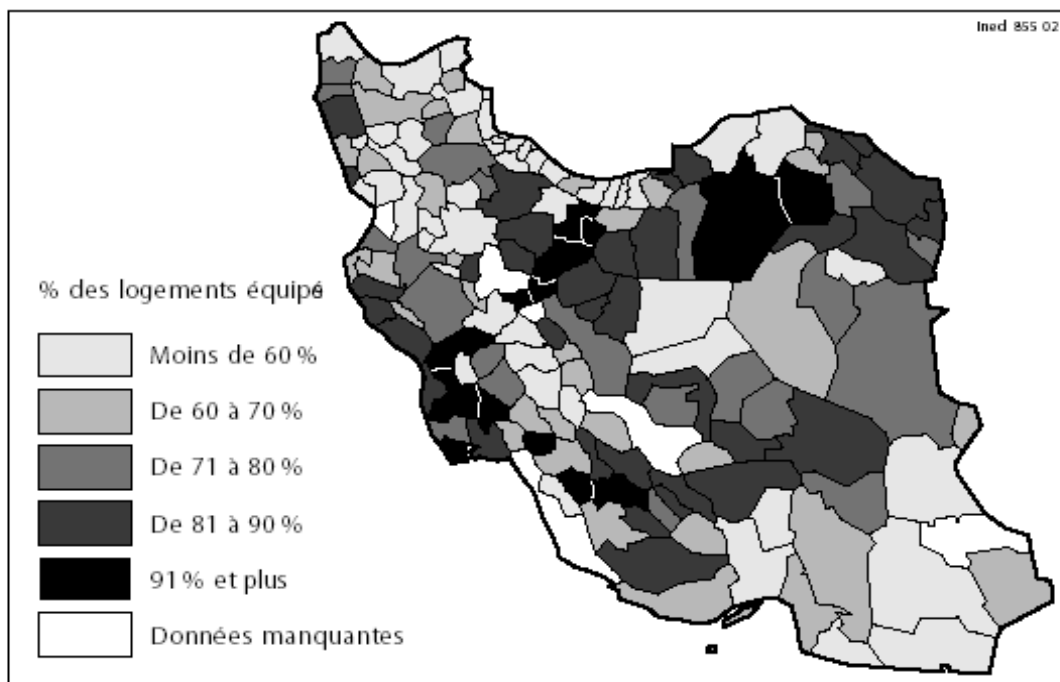 Ined 855 02
% des logements équipé
Moins de 60 %
De 60 à 70 %
De 71 à 80 %
De 81 à 90 %
91 % et plus
Données manquantes